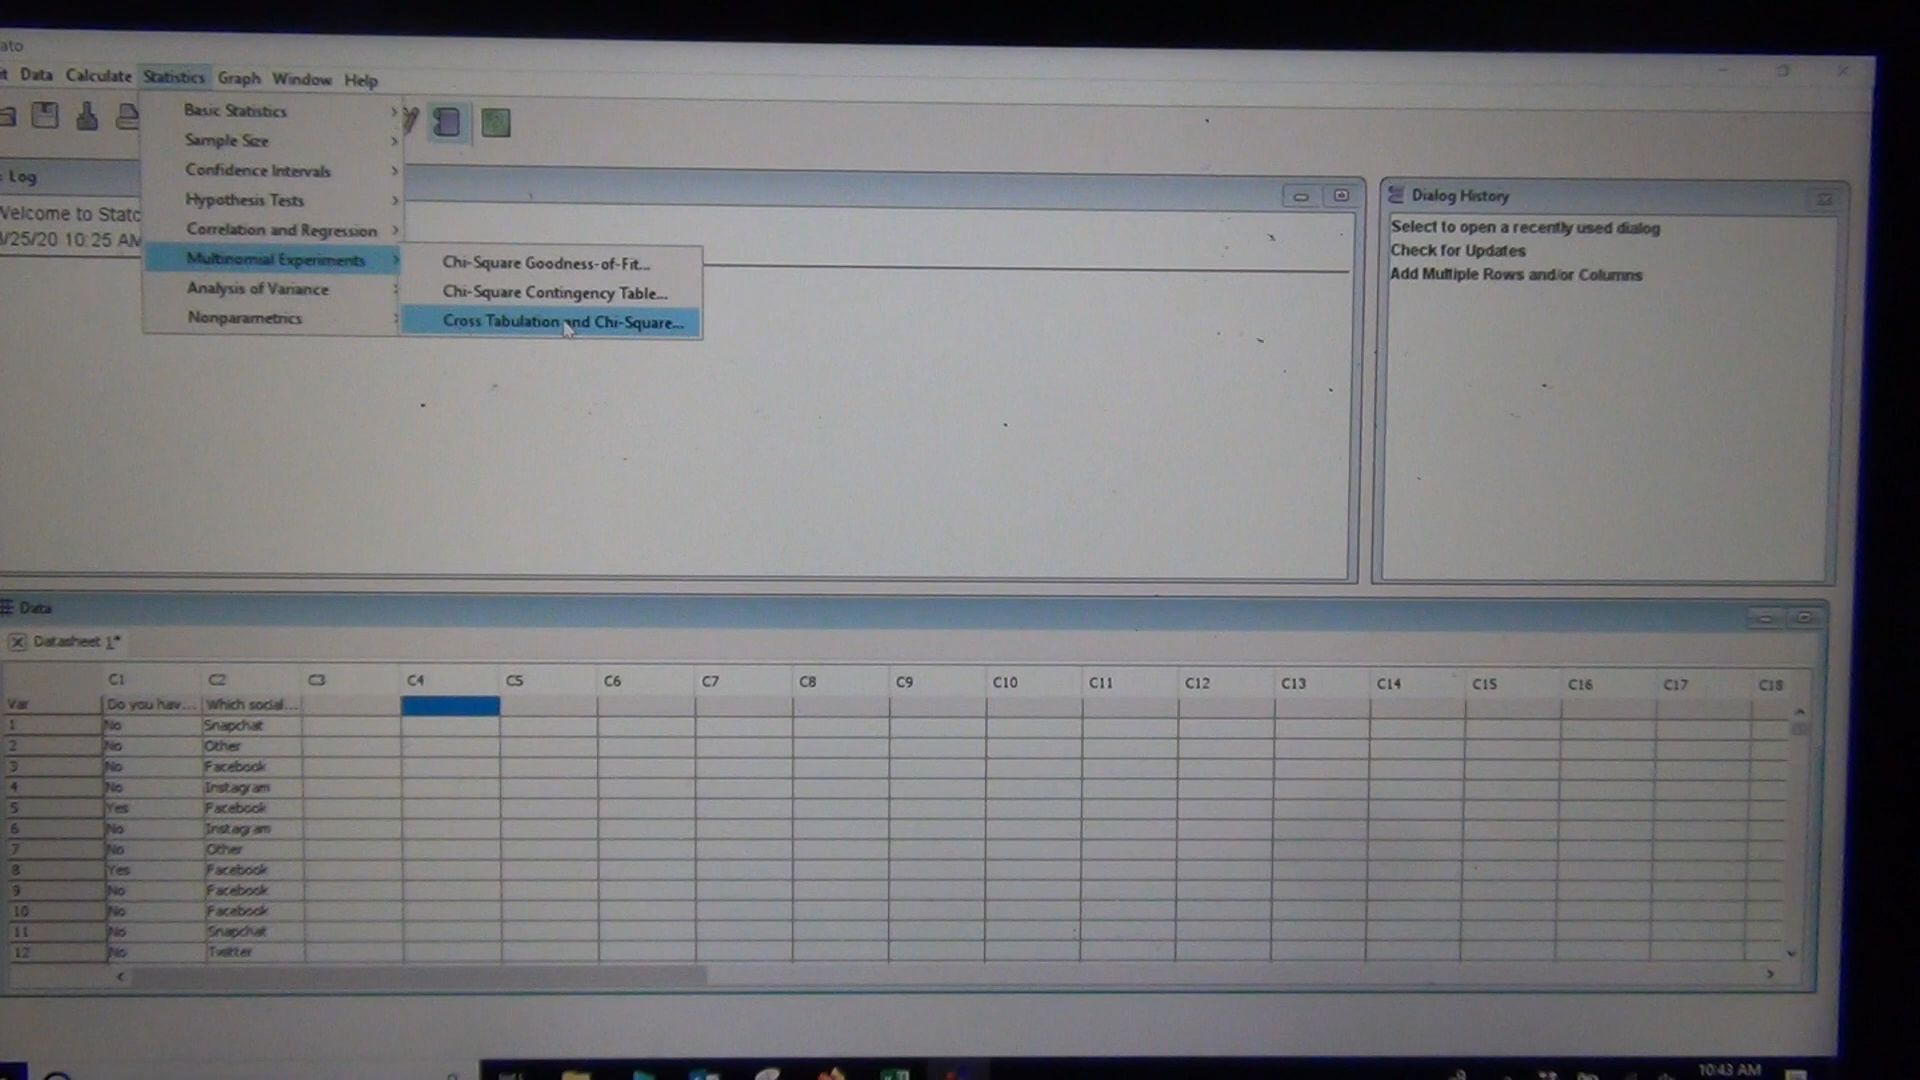 ato
t Data Calculate Statistics Graph Window Help
Basic Statistics
Sample Size
Confidence Intervals
Hypothesis Tests
Correlation and Regression
Multinomial Experiments
Analysis of Variance
Nonparametrics
Chi-Square Goodness-of-Fit...
Chi-Square Contingency Table...
Cross Tabulation and Chi-Square...
Log
Welcome to Statc
/25/20 10:25 AM
Dialog History
Select to open a recently used dialog
Check for Updates
Add Multiple Rows and/or Columns
Data
Datasheet 1*
C1 C2 C3 C4 C5 C6 C7 C8 C9 C10 C11 C12 C13 C14 C15 C16 C17 C18
Var Do you hav... Which social...
1 No Snapchat
2 No Other
3 No Facebook
4 No Instagram
5 Yes Facebook
6 No Instagram
7 No Other
8 Yes Facebook
9 No Facebook
10 No Facebook
11 No Snapchat
12 No Twitter
10:43 AM